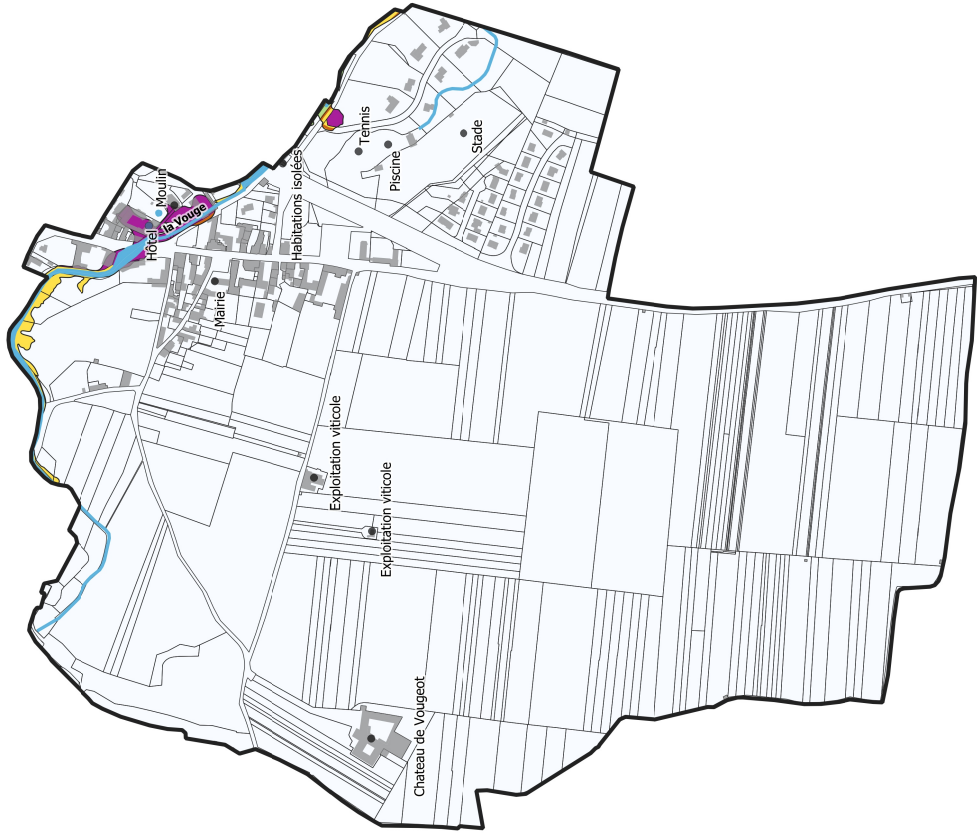 Moulin
la Vouge
Hôtel
Mairie
Habitations isolées
Tennis
Piscine
Stade
Exploitation viticole
Exploitation viticole
Chateau de Vougeot